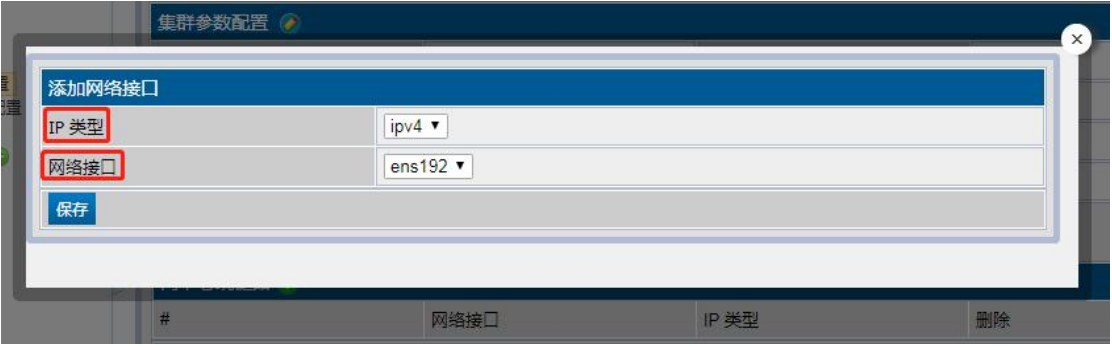 集群参数配置
添加网络接口
IP 类型
ipv4
网络接口
ens192
保存
# 网络接口 IP 类型 删除